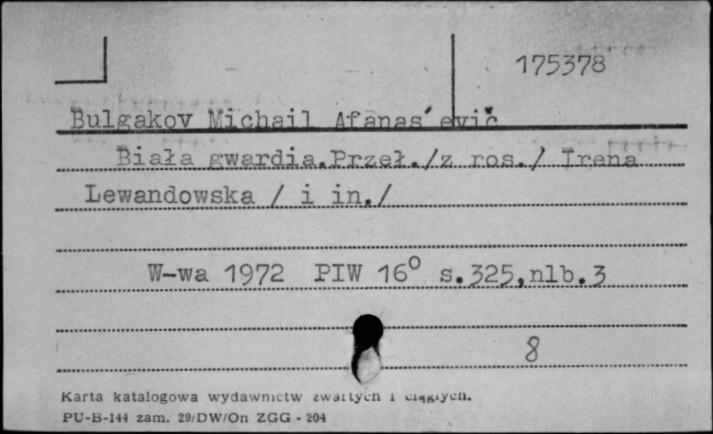 175378
Bulgakov Michail Afanas´evič
Biała gwardia.Przeł./z ros./ Irena
Lewandowska / i in./
W-wa 1972 PIW 16⁰ s.325,nlb.3
8
Karta katalogowa wydawnictw zwartych i ciągłych.
PU-B-144 zam. 29/DW/On ZGG - 204